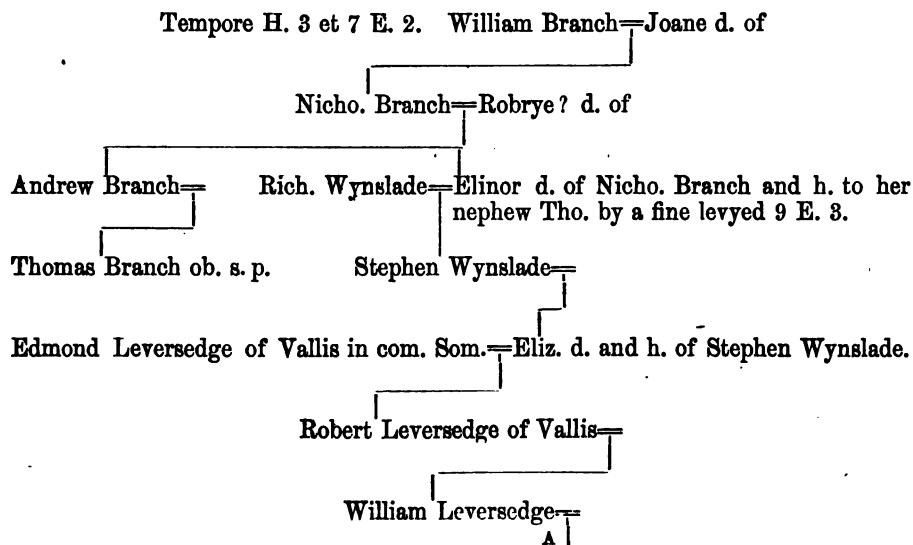 Tempore H. 3 et 7 E. 2. William Branch=Joane d. of
Nicho. Branch=Robrye? d. of
Andrew Branch= Rich. Wynslade=Elinor d. of Nicho. Branch and h. to her
nephew Tho. by a fine levyed 9 E. 3.
Thomas Branch ob. s. p. Stephen Wynslade=
Edmond Leversedge of Vallis in com. Som.=Eliz. d. and h. of Stephen Wynslade.
Robert Leversedge of Vallis=
William Leversedge=
A